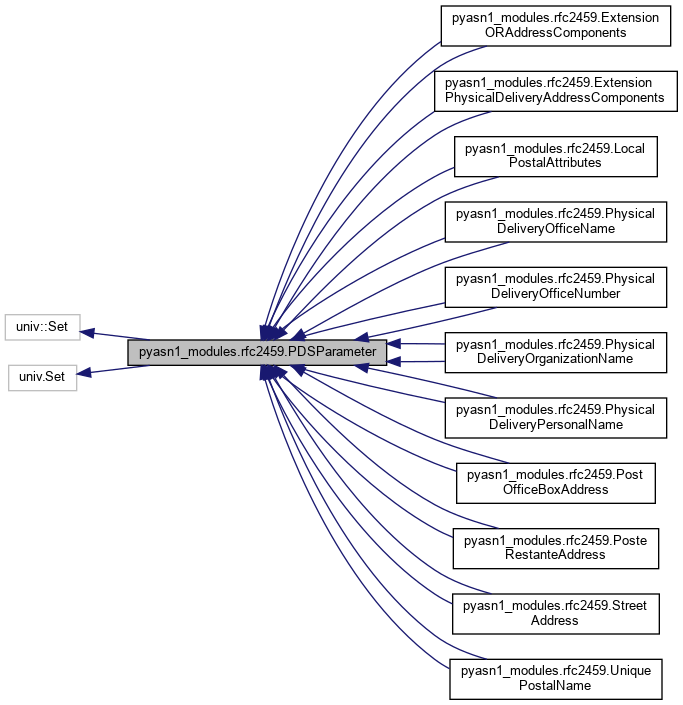 pyasn1_modules.rfc2459.Extension
ORAddressComponents
pyasn1_modules.rfc2459.Extension
PhysicalDeliveryAddressComponents
pyasn1_modules.rfc2459.Local
PostalAttributes
pyasn1_modules.rfc2459.Physical
DeliveryOfficeName
pyasn1_modules.rfc2459.Physical
DeliveryOfficeNumber
univ::Set
pyasn1_modules.rfc2459.PDSParameter
pyasn1_modules.rfc2459.Physical
DeliveryOrganizationName
univ.Set
pyasn1_modules.rfc2459.Physical
DeliveryPersonalName
pyasn1_modules.rfc2459.Post
OfficeBoxAddress
pyasn1_modules.rfc2459.Poste
RestanteAddress
pyasn1_modules.rfc2459.Street
Address
pyasn1_modules.rfc2459.Unique
PostalName